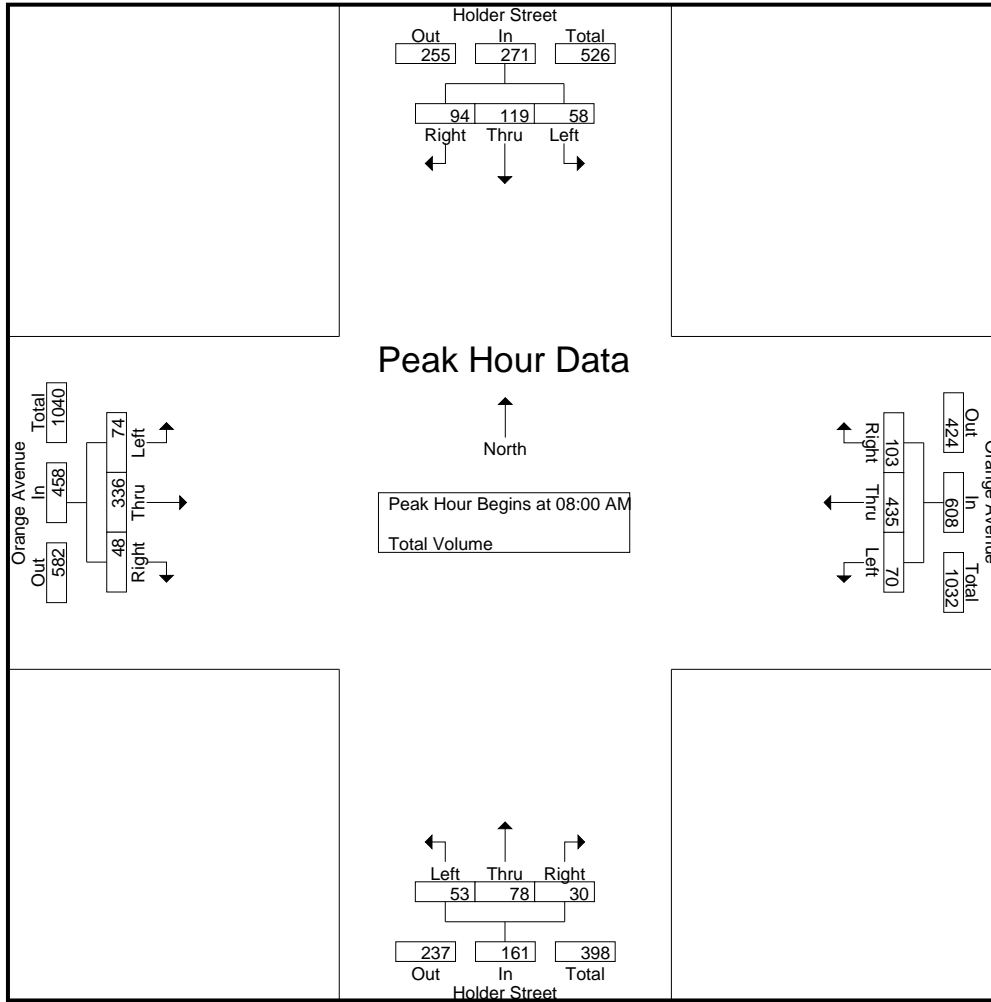 Holder Street
Out In Total
255 271 526
94 119 58
Right Thru Left
Peak Hour Data
North
Peak Hour Begins at 08:00 AM
Total Volume
Orange Avenue
Total In Out
1040 458 582
74 336 48
Left Thru Right
Orange Avenue
Out In Total
424 608 1032
103 435 70
Right Thru Left
Left Thru Right
53 78 30
237 161 398
Out In Total
Holder Street